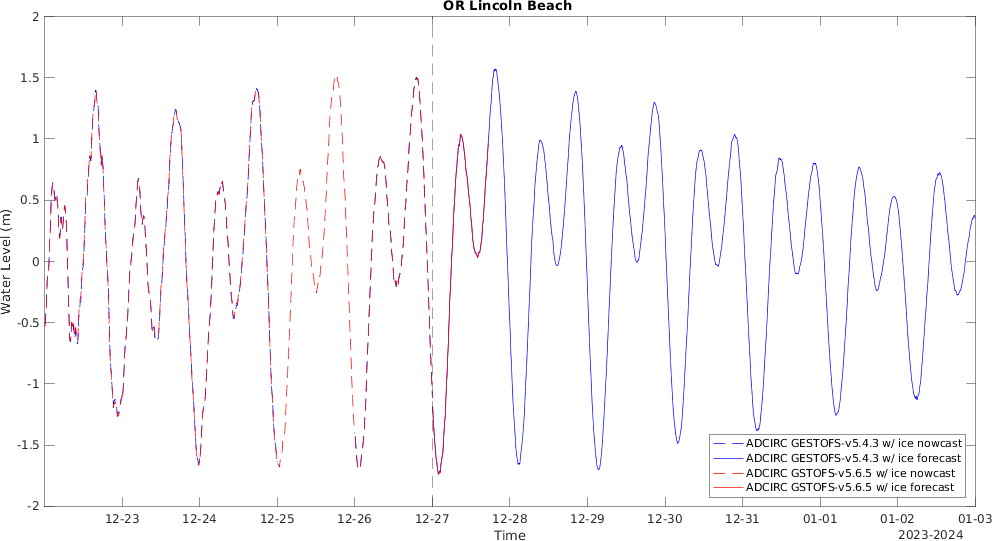 OR Lincoln Beach
2
1.5
1
0.5
0
-0.5
-1
-1.5
-2
Water Level (m)
12-23 12-24 12-25 12-26 12-27 12-28 12-29 12-30 12-31 01-01 01-02 01-03
Time
2023-2024
ADCIRC GESTOFS-v5.4.3 w/ ice nowcast
ADCIRC GESTOFS-v5.4.3 w/ ice forecast
ADCIRC GSTOFS-v5.6.5 w/ ice nowcast
ADCIRC GSTOFS-v5.6.5 w/ ice forecast